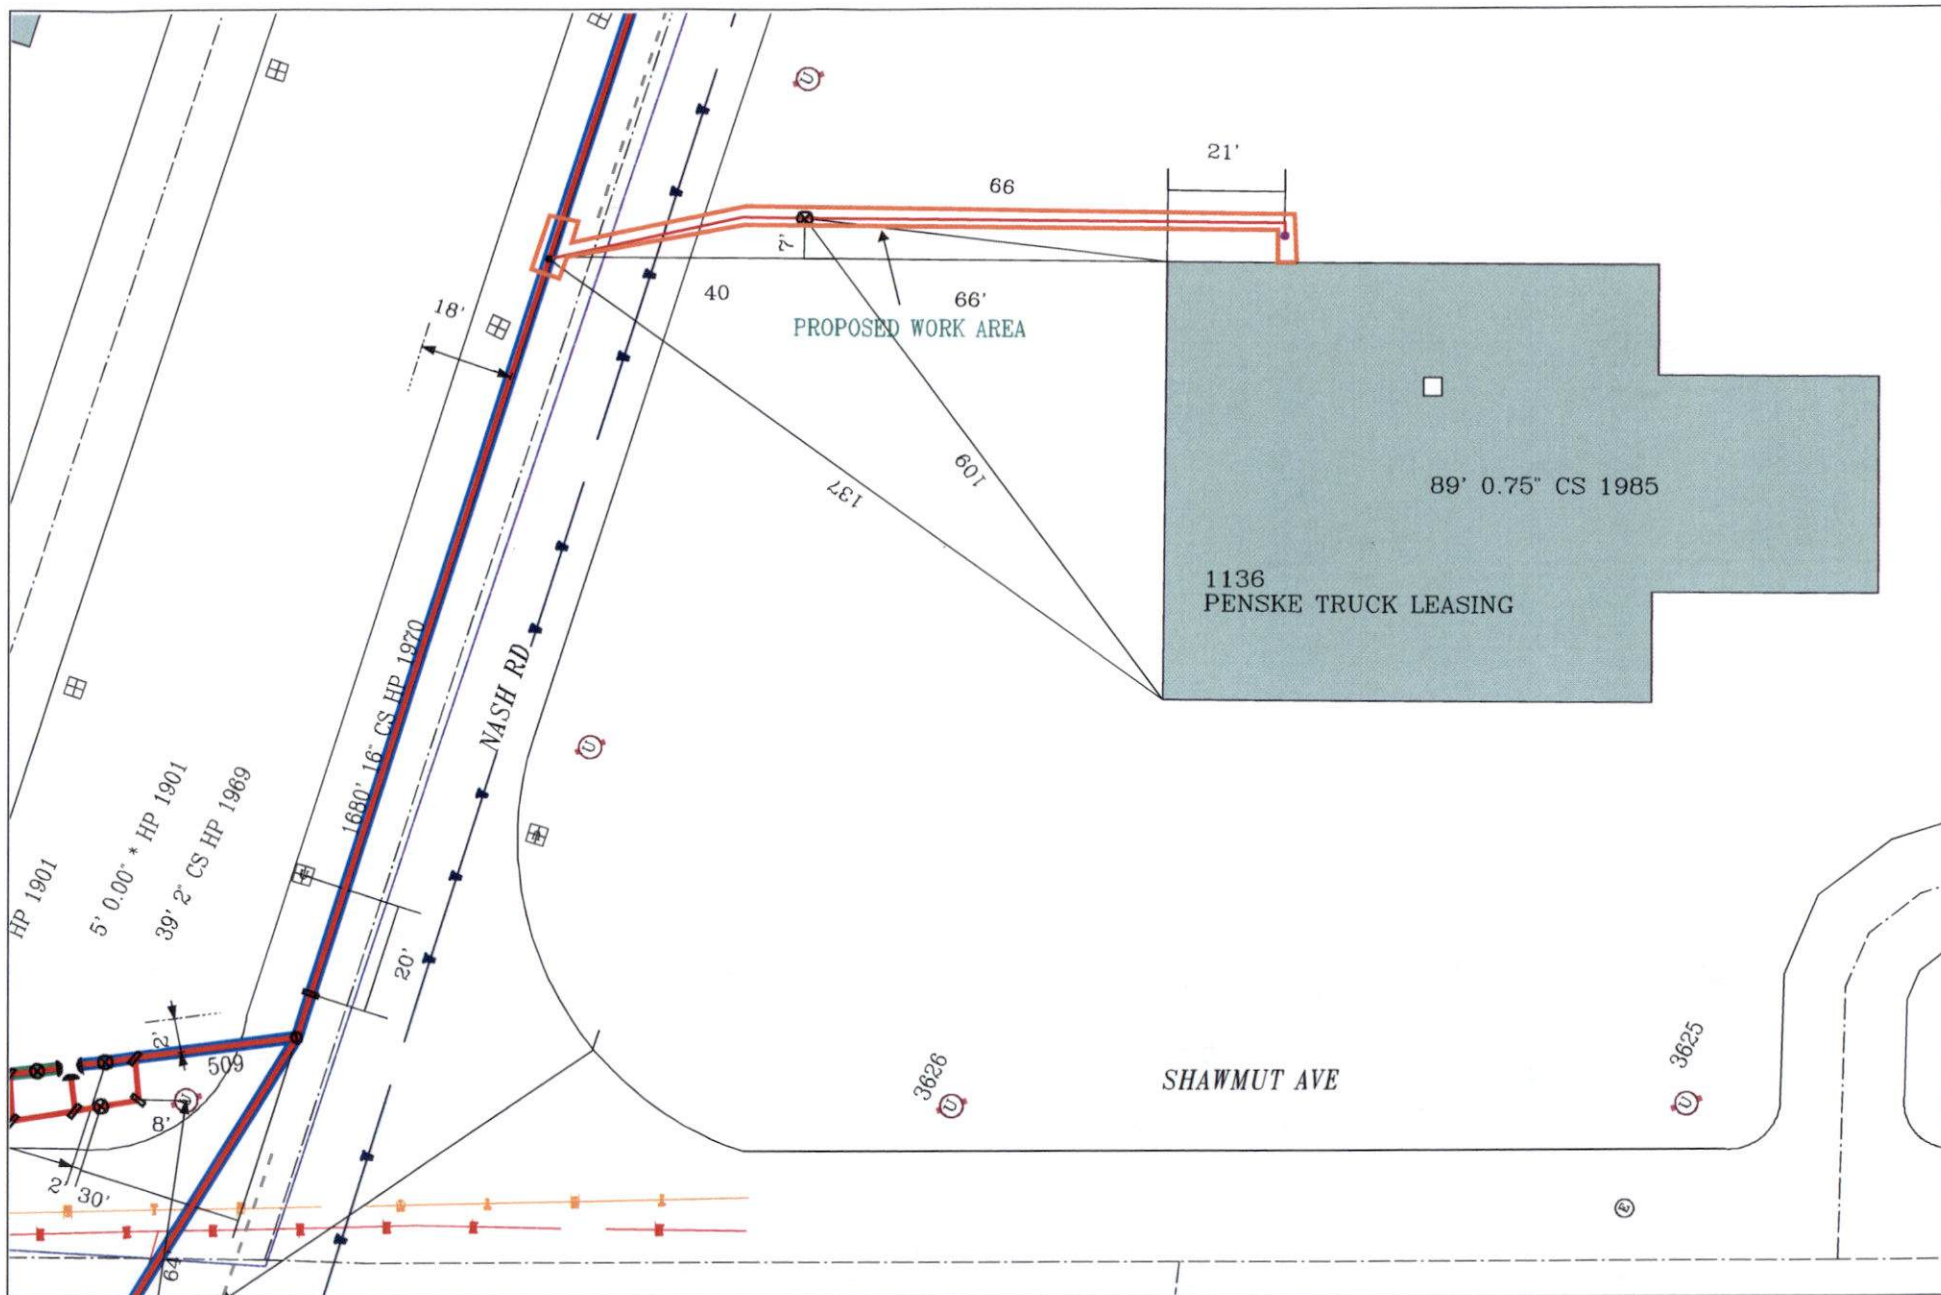 21'
66
7'
40
66'
PROPOSED WORK AREA
18'
109
137
89' 0.75" CS 1985
1136
PENSKE TRUCK LEASING
1680' 16" CS HP 1970
NASH RD
HP 1901
5' 0.00" * HP 1901
39' 2" CS HP 1969
20'
2'
509
8'
2
30'
64
3626
SHAWMUT AVE
3625
U
U
U
U
U
E